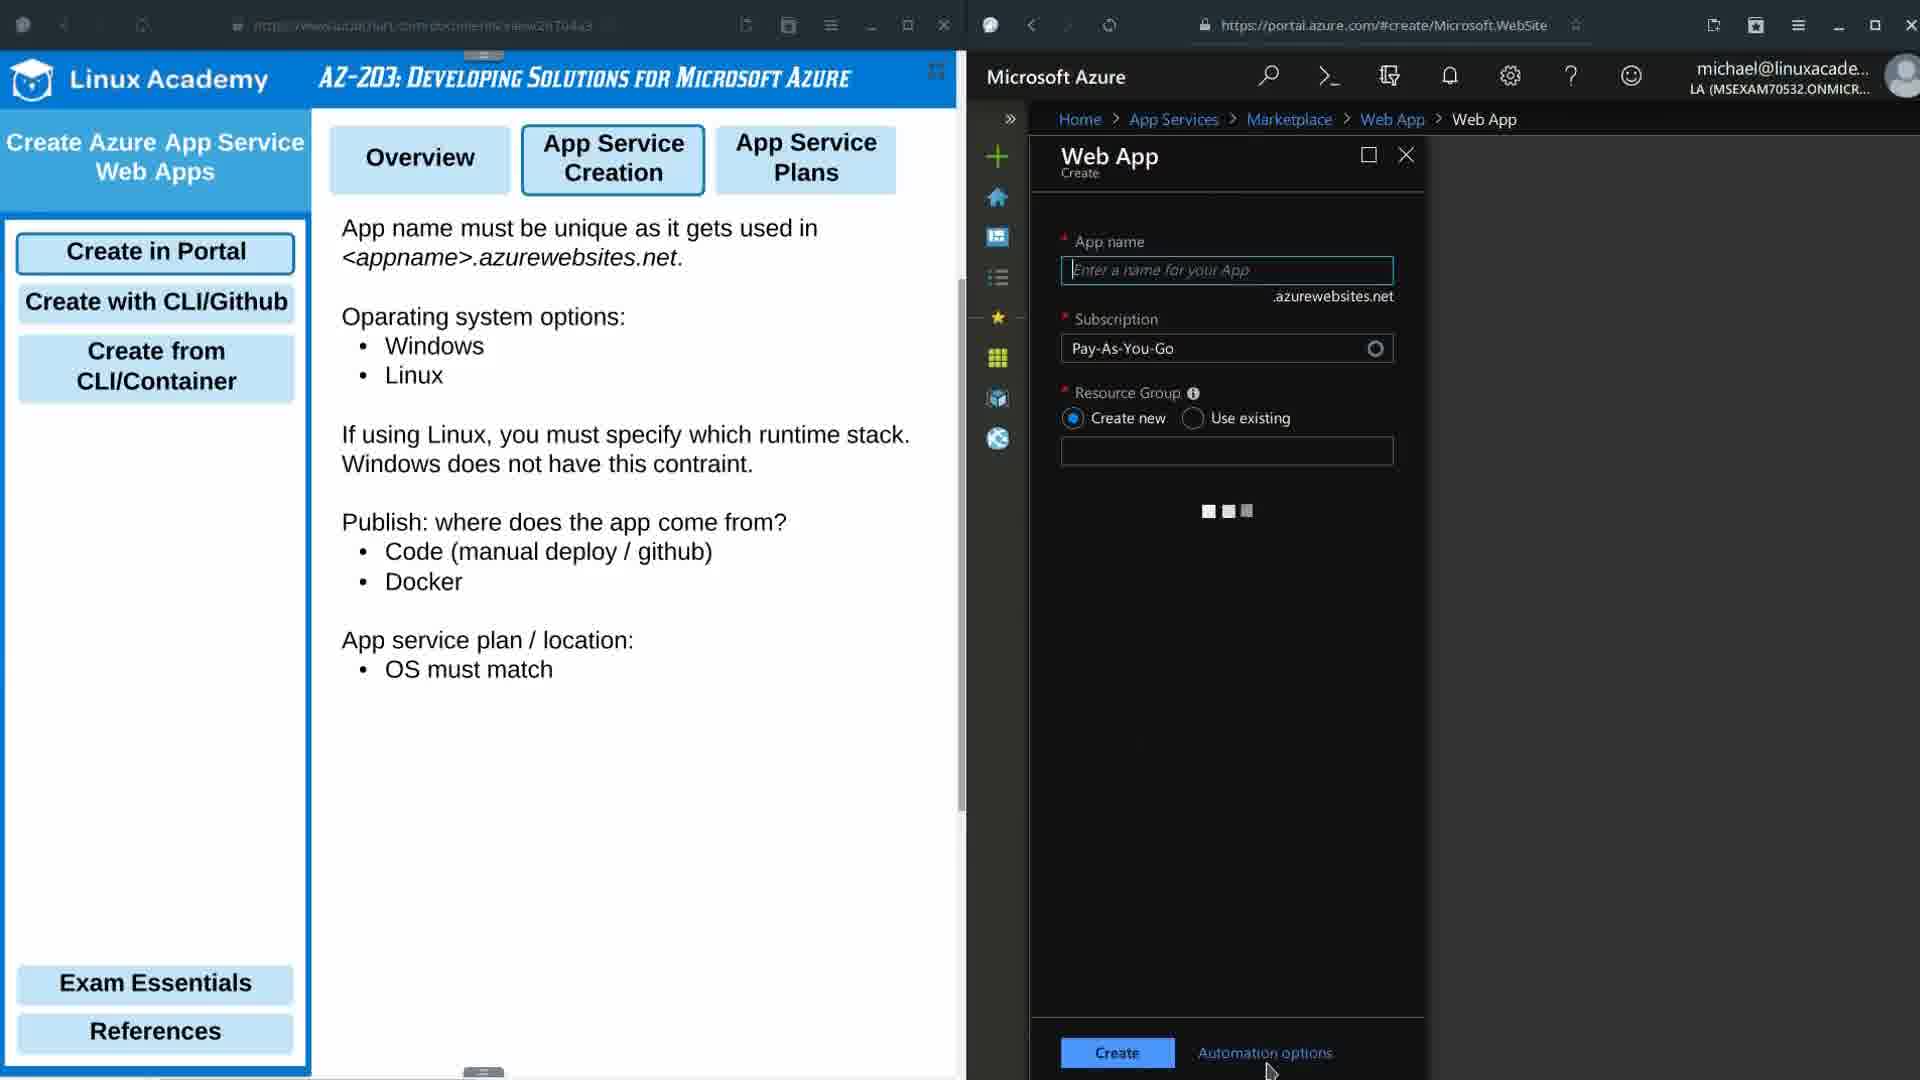 Linux Academy
AZ-203: Developing Solutions for Microsoft Azure
Create Azure App Service
Web Apps
Create in Portal
Create with CLI/Github
Create from
CLI/Container
Exam Essentials
References
Overview
App Service
Creation
App Service
Plans
App name must be unique as it gets used in
<appname>.azurewebsites.net.
Oparating system options:
• Windows
• Linux
If using Linux, you must specify which runtime stack.
Windows does not have this contraint.
Publish: where does the app come from?
• Code (manual deploy / github)
• Docker
App service plan / location:
• OS must match
https://portal.azure.com/#create/Microsoft.WebSite
Microsoft Azure
michael@linuxacade...
LA (MSEXAM70532.ONMICR...
Home > App Services > Marketplace > Web App > Web App
Web App
Create
* App name
Enter a name for your App
.azurewebsites.net
* Subscription
Pay-As-You-Go
* Resource Group
Create new Use existing
Create Automation options